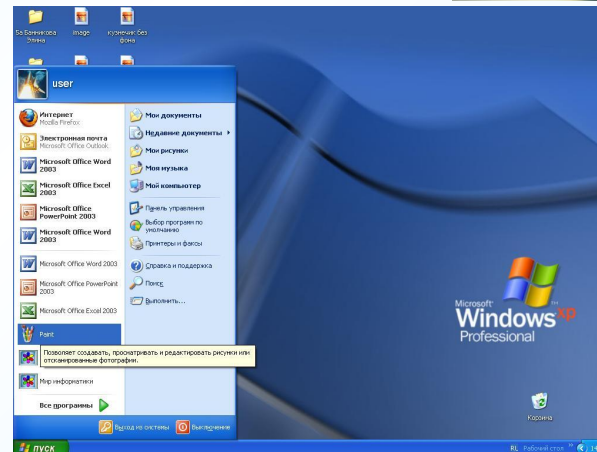 5а Банникова
Элина
image
кузнечик без
фона
user
Интернет
Mozilla Firefox
Электронная почта
Microsoft Office Outlook
Microsoft Office Word
2003
Microsoft Office Excel
2003
Microsoft Office
PowerPoint 2003
Microsoft Office Word
2003
Microsoft Office Word 2003
Microsoft Office PowerPoint
2003
Microsoft Office Excel 2003
Paint
Позволяет создавать, просматривать и редактировать рисунки или
отсканированные фотографии.
Мир информатики
Все программы
Мои документы
Недавние документы
Мои рисунки
Моя музыка
Мой компьютер
Панель управления
Выбор программ по
умолчанию
Принтеры и факсы
Справка и поддержка
Поиск
Выполнить...
Выход из системы
Выключение
Microsoft
Windows xp
Professional
Корзина
пуск
RU
Рабочий стол
»
14